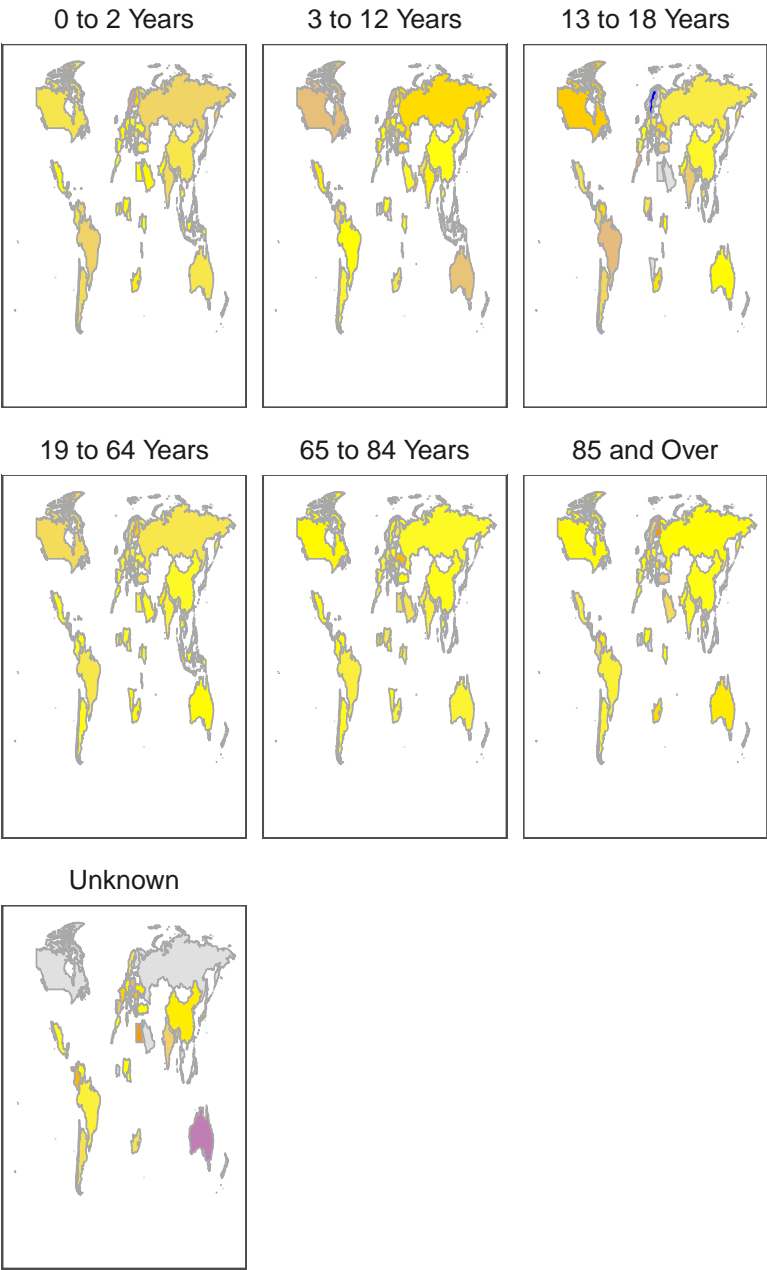 0 to 2 Years
3 to 12 Years
13 to 18 Years
19 to 64 Years
65 to 84 Years
85 and Over
Unknown